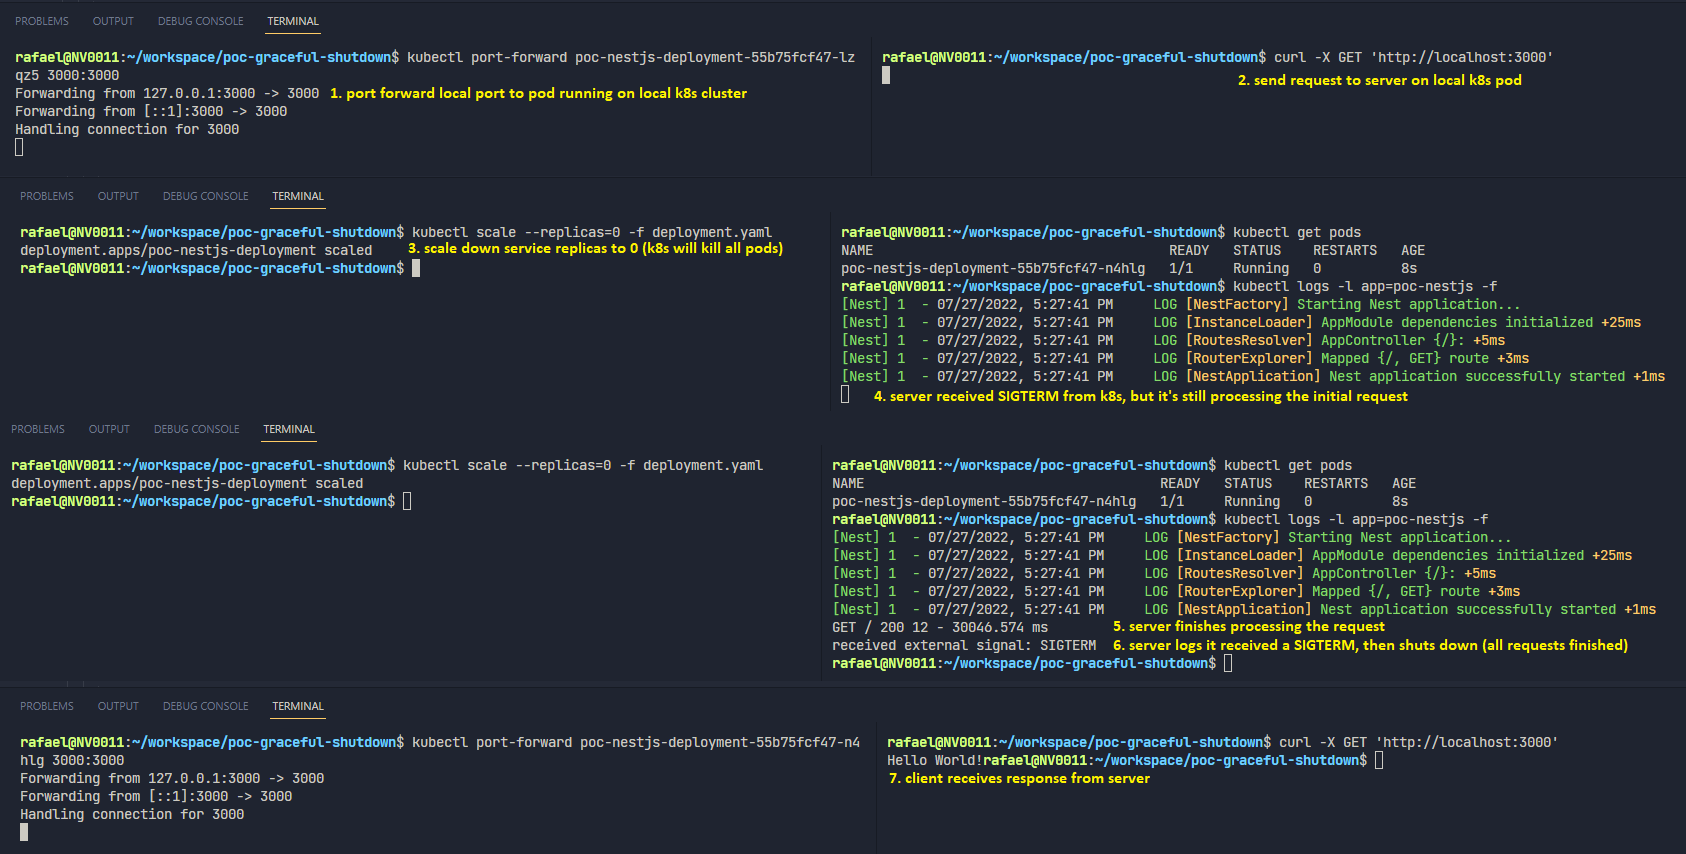 PROBLEMS OUTPUT DEBUG CONSOLE TERMINAL
rafael@NV0011:~/workspace/poc-graceful-shutdown$ kubectl port-forward poc-nestjs-deployment-55b75fcf47-lz
qz5 3000:3000
Forwarding from 127.0.0.1:3000 -> 3000 1. port forward local port to pod running on local k8s cluster
Forwarding from [::1]:3000 -> 3000
Handling connection for 3000
rafael@NV0011:~/workspace/poc-graceful-shutdown$ curl -X GET 'http://localhost:3000'
2. send request to server on local k8s pod
PROBLEMS OUTPUT DEBUG CONSOLE TERMINAL
rafael@NV0011:~/workspace/poc-graceful-shutdown$ kubectl scale --replicas=0 -f deployment.yaml
deployment.apps/poc-nestjs-deployment scaled 3. scale down service replicas to 0 (k8s will kill all pods)
rafael@NV0011:~/workspace/poc-graceful-shutdown$
rafael@NV0011:~/workspace/poc-graceful-shutdown$ kubectl get pods
NAME READY STATUS RESTARTS AGE
poc-nestjs-deployment-55b75fcf47-n4hlg 1/1 Running 0 8s
rafael@NV0011:~/workspace/poc-graceful-shutdown$ kubectl logs -l app=poc-nestjs -f
[Nest] 1 - 07/27/2022, 5:27:41 PM LOG [NestFactory] Starting Nest application...
[Nest] 1 - 07/27/2022, 5:27:41 PM LOG [InstanceLoader] AppModule dependencies initialized +25ms
[Nest] 1 - 07/27/2022, 5:27:41 PM LOG [RoutesResolver] AppController {/}: +5ms
[Nest] 1 - 07/27/2022, 5:27:41 PM LOG [RouterExplorer] Mapped {/, GET} route +3ms
[Nest] 1 - 07/27/2022, 5:27:41 PM LOG [NestApplication] Nest application successfully started +1ms
4. server received SIGTERM from k8s, but it's still processing the initial request
PROBLEMS OUTPUT DEBUG CONSOLE TERMINAL
rafael@NV0011:~/workspace/poc-graceful-shutdown$ kubectl scale --replicas=0 -f deployment.yaml
deployment.apps/poc-nestjs-deployment scaled
rafael@NV0011:~/workspace/poc-graceful-shutdown$
rafael@NV0011:~/workspace/poc-graceful-shutdown$ kubectl get pods
NAME READY STATUS RESTARTS AGE
poc-nestjs-deployment-55b75fcf47-n4hlg 1/1 Running 0 8s
rafael@NV0011:~/workspace/poc-graceful-shutdown$ kubectl logs -l app=poc-nestjs -f
[Nest] 1 - 07/27/2022, 5:27:41 PM LOG [NestFactory] Starting Nest application...
[Nest] 1 - 07/27/2022, 5:27:41 PM LOG [InstanceLoader] AppModule dependencies initialized +25ms
[Nest] 1 - 07/27/2022, 5:27:41 PM LOG [RoutesResolver] AppController {/}: +5ms
[Nest] 1 - 07/27/2022, 5:27:41 PM LOG [RouterExplorer] Mapped {/, GET} route +3ms
[Nest] 1 - 07/27/2022, 5:27:41 PM LOG [NestApplication] Nest application successfully started +1ms
GET / 200 12 - 30046.574 ms 5. server finishes processing the request
received external signal: SIGTERM 6. server logs it received a SIGTERM, then shuts down (all requests finished)
rafael@NV0011:~/workspace/poc-graceful-shutdown$
PROBLEMS OUTPUT DEBUG CONSOLE TERMINAL
rafael@NV0011:~/workspace/poc-graceful-shutdown$ kubectl port-forward poc-nestjs-deployment-55b75fcf47-n4
hlg 3000:3000
Forwarding from 127.0.0.1:3000 -> 3000
Forwarding from [::1]:3000 -> 3000
Handling connection for 3000
rafael@NV0011:~/workspace/poc-graceful-shutdown$ curl -X GET 'http://localhost:3000'
Hello World!rafael@NV0011:~/workspace/poc-graceful-shutdown$
7. client receives response from server